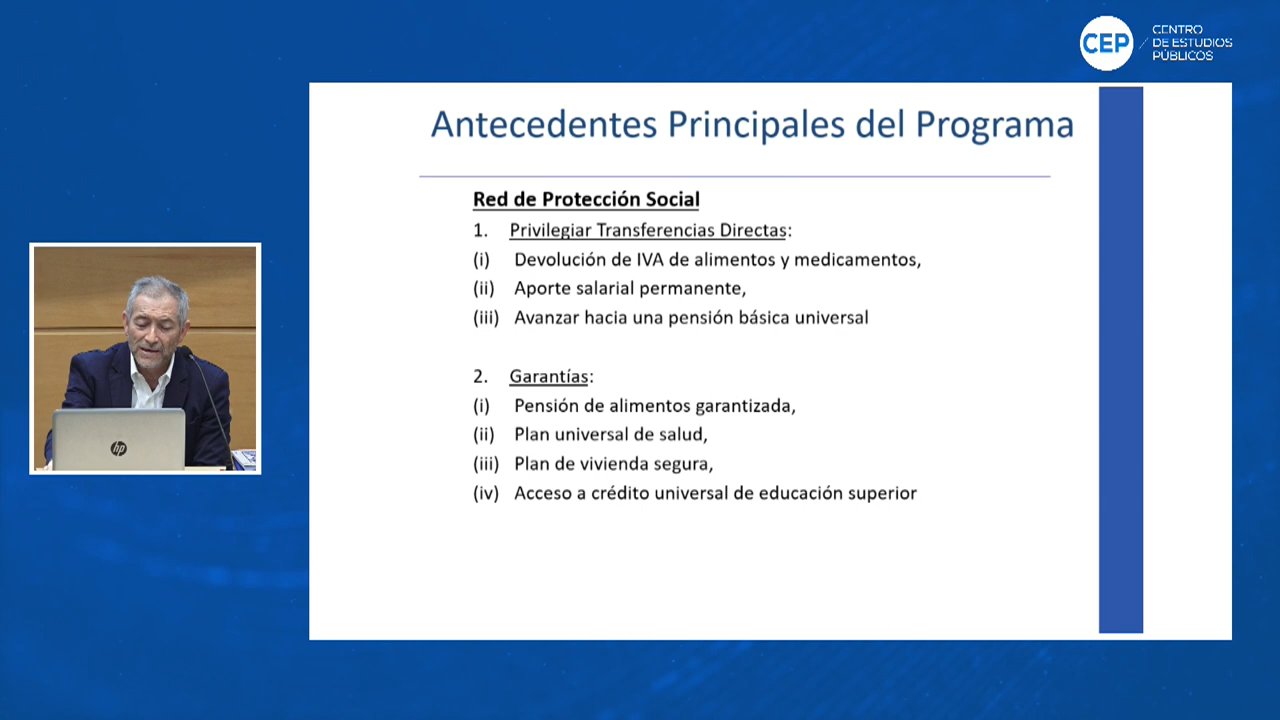 CEP
CENTRO
DE ESTUDIOS
PÚBLICOS
Antecedentes Principales del Programa
Red de Protección Social
1. Privilegiar Transferencias Directas:
(i) Devolución de IVA de alimentos y medicamentos,
(ii) Aporte salarial permanente,
(iii) Avanzar hacia una pensión básica universal
2. Garantías:
(i) Pensión de alimentos garantizada,
(ii) Plan universal de salud,
(iii) Plan de vivienda segura,
(iv) Acceso a crédito universal de educación superior
hp